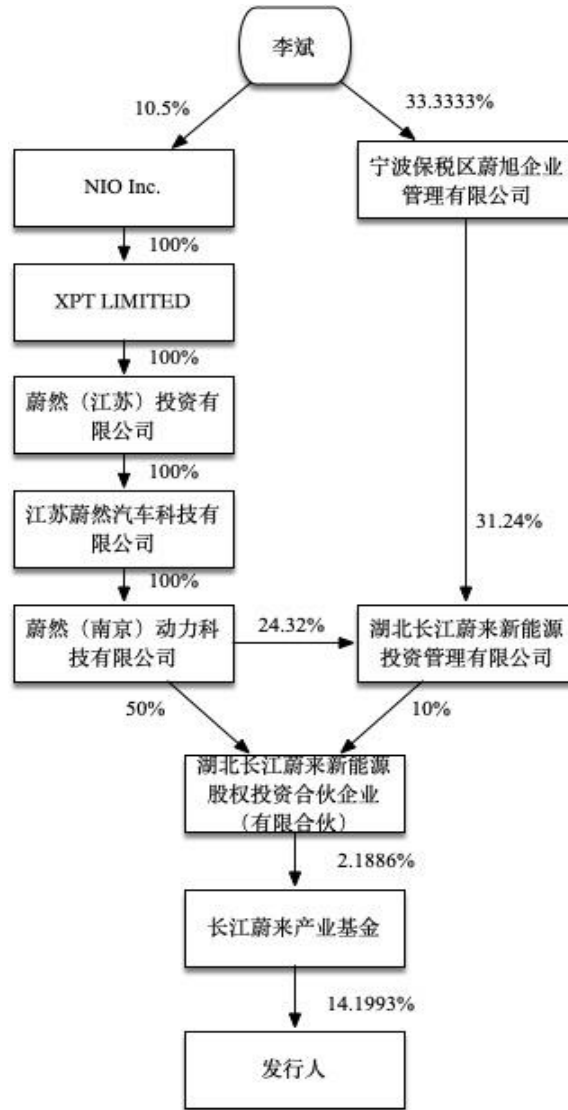 李斌
10.5%
33.3333%
NIO Inc.
宁波保税区蔚旭企业
管理有限公司
100%
XPT LIMITED
100%
蔚然（江苏）投资有
限公司
100%
江苏蔚然汽车科技有
限公司
31.24%
100%
蔚然（南京）动力科
技有限公司
24.32%
湖北长江蔚来新能源
投资管理有限公司
50%
10%
湖北长江蔚来新能源
股权投资合伙企业
（有限合伙）
2.1886%
长江蔚来产业基金
14.1993%
发行人